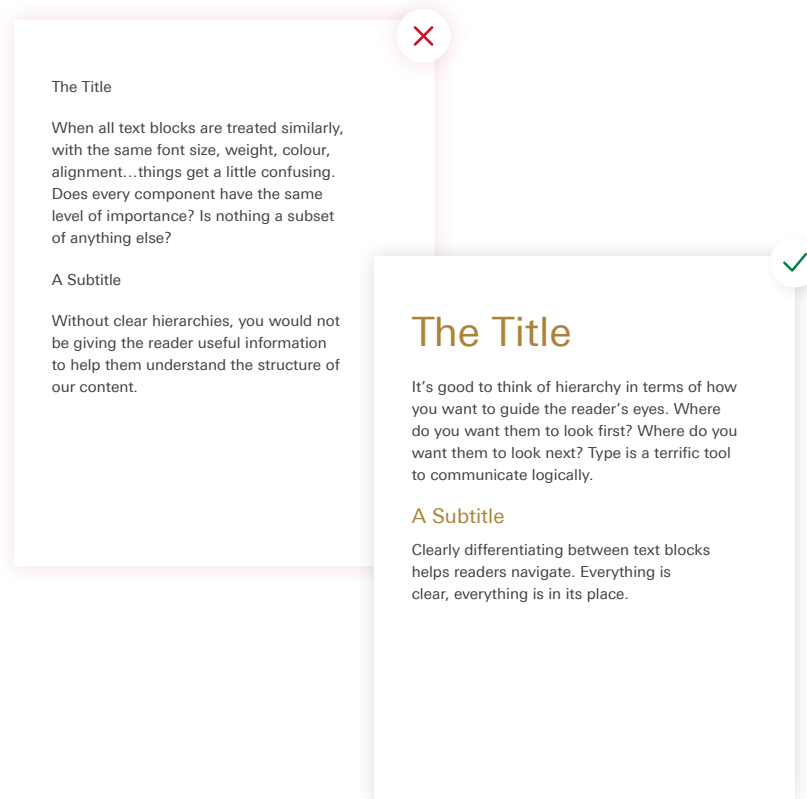 The Title
When all text blocks are treated similarly,
with the same font size, weight, colour,
alignment…things get a little confusing.
Does every component have the same
level of importance? Is nothing a subset
of anything else?
A Subtitle
Without clear hierarchies, you would not
be giving the reader useful information
to help them understand the structure of
our content.
The Title
It’s good to think of hierarchy in terms of how
you want to guide the reader’s eyes. Where
do you want them to look first? Where do you
want them to look next? Type is a terrific tool
to communicate logically.
A Subtitle
Clearly differentiating between text blocks
helps readers navigate. Everything is
clear, everything is in its place.